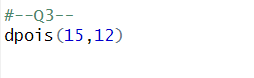 #--Q3--
dpois(15,12)